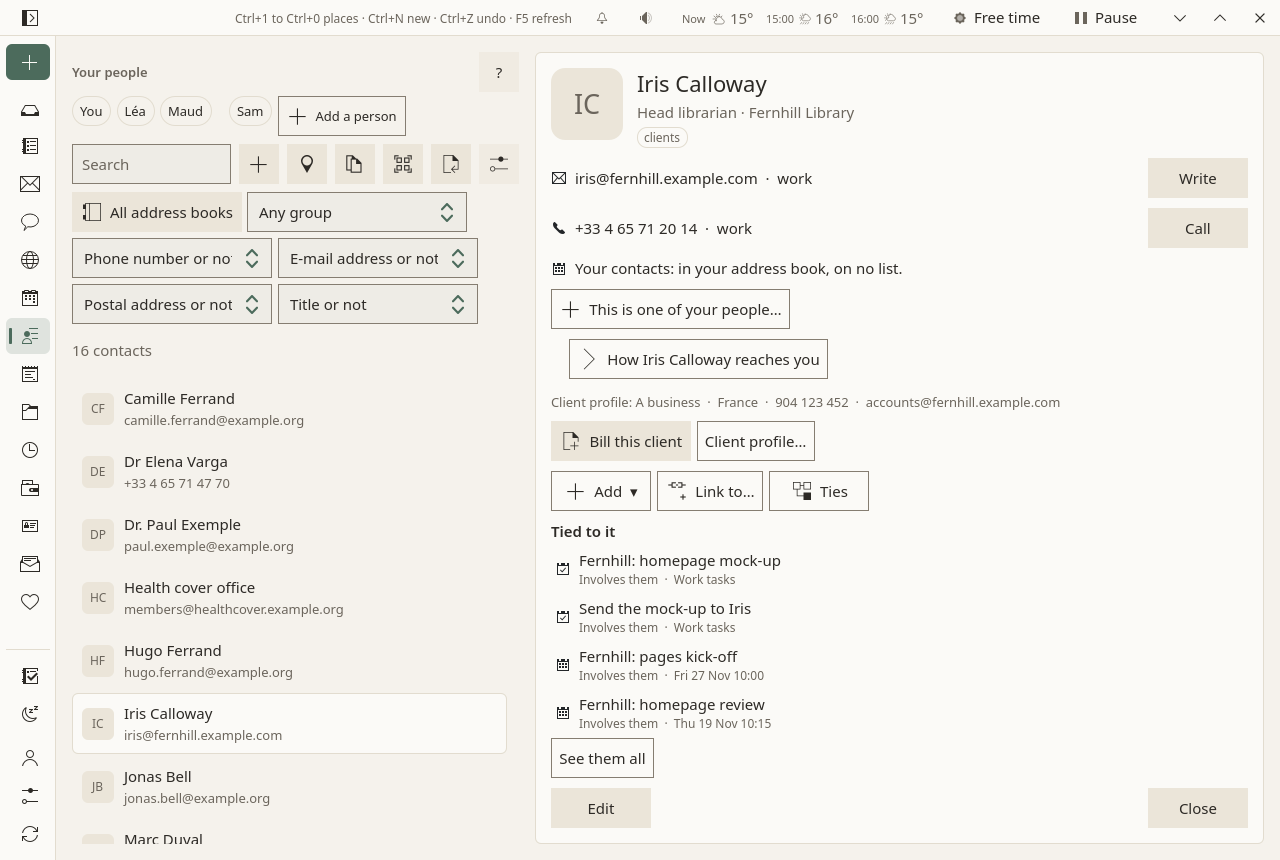 Ctrl+1 to Ctrl+0 places · Ctrl+N new · Ctrl+Z undo · F5 refresh
Now 15° 15:00 16° 16:00 15°
Free time
Pause
Your people
?
You Léa Maud Sam Add a person
Search
All address books Any group
Phone number or no E-mail address or not
Postal address or not Title or not
16 contacts
CF Camille Ferrand
camille.ferrand@example.org
DE Dr Elena Varga
+33 4 65 71 47 70
DP Dr. Paul Exemple
paul.exemple@example.org
HC Health cover office
members@healthcover.example.org
HF Hugo Ferrand
hugo.ferrand@example.org
IC Iris Calloway
iris@fernhill.example.com
JB Jonas Bell
jonas.bell@example.org
Marc Duval
IC Iris Calloway
Head librarian · Fernhill Library
clients
iris@fernhill.example.com · work Write
+33 4 65 71 20 14 · work Call
Your contacts: in your address book, on no list.
This is one of your people...
How Iris Calloway reaches you
Client profile: A business · France · 904 123 452 · accounts@fernhill.example.com
Bill this client Client profile...
Add ▾ Link to... Ties
Tied to it
Fernhill: homepage mock-up
Involves them · Work tasks
Send the mock-up to Iris
Involves them · Work tasks
Fernhill: pages kick-off
Involves them · Fri 27 Nov 10:00
Fernhill: homepage review
Involves them · Thu 19 Nov 10:15
See them all
Edit Close